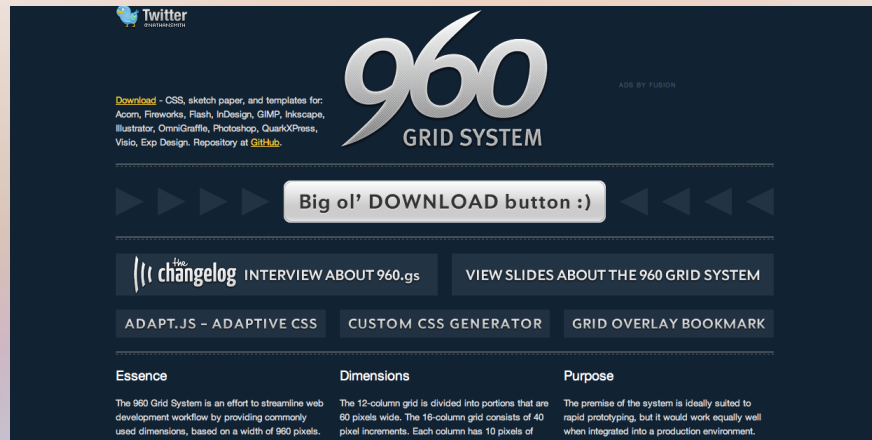 Twitter
@NATHANSMITH
960
GRID SYSTEM
ADS BY FUSION
Download - CSS, sketch paper, and templates for:
Acorn, Fireworks, Flash, InDesign, GIMP, Inkscape,
Illustrator, OmniGraffle, Photoshop, QuarkXPress,
Visio, Exp Design. Repository at GitHub.
Big ol’ DOWNLOAD button :)
the changelog INTERVIEW ABOUT 960.gs
VIEW SLIDES ABOUT THE 960 GRID SYSTEM
ADAPT.JS – ADAPTIVE CSS
CUSTOM CSS GENERATOR
GRID OVERLAY BOOKMARK
Essence
The 960 Grid System is an effort to streamline web
development workflow by providing commonly
used dimensions, based on a width of 960 pixels.
Dimensions
The 12-column grid is divided into portions that are
60 pixels wide. The 16-column grid consists of 40
pixel increments. Each column has 10 pixels of
Purpose
The premise of the system is ideally suited to
rapid prototyping, but it would work equally well
when integrated into a production environment.